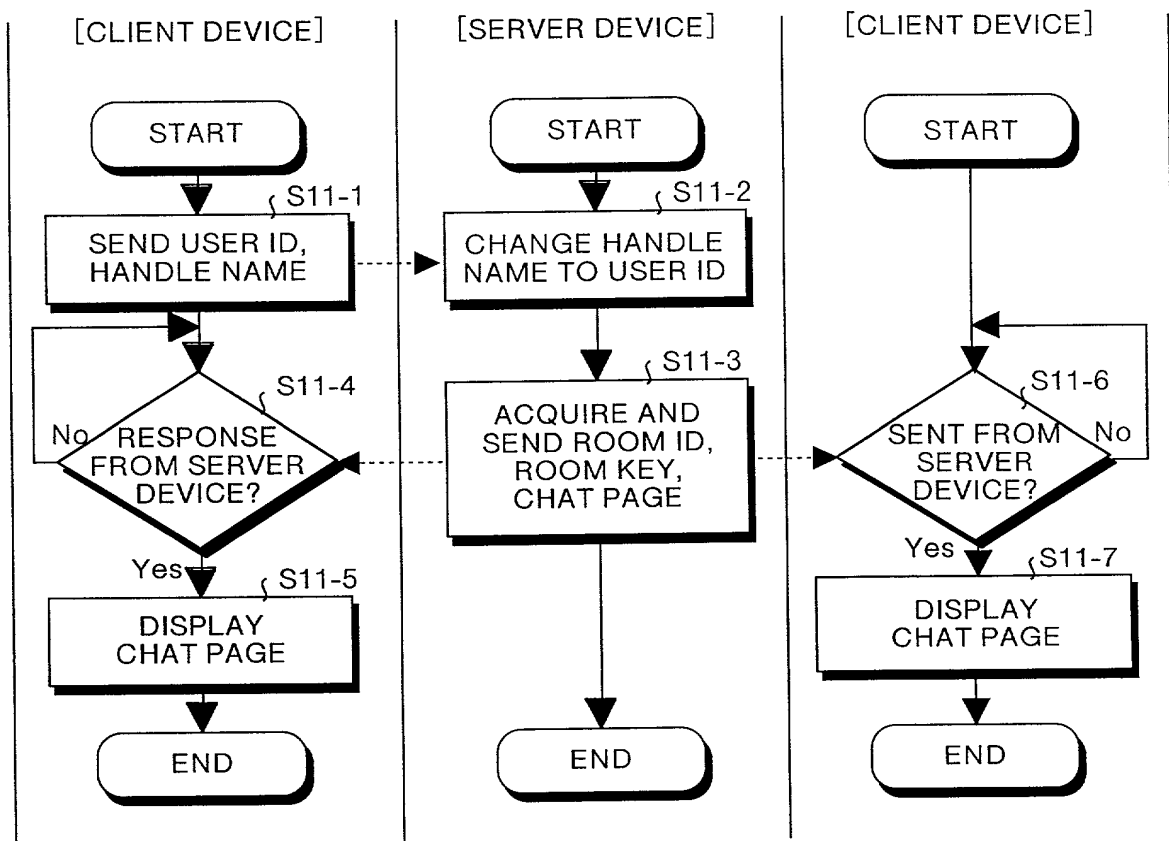 [CLIENT DEVICE]
[SERVER DEVICE]
[CLIENT DEVICE]
START
START
START
S11-1
SEND USER ID,
HANDLE NAME
S11-2
CHANGE HANDLE
NAME TO USER ID
S11-4
No
RESPONSE
FROM SERVER
DEVICE?
Yes
S11-3
ACQUIRE AND
SEND ROOM ID,
ROOM KEY,
CHAT PAGE
S11-6
SENT FROM
SERVER
DEVICE?
No
Yes
S11-5
DISPLAY
CHAT PAGE
S11-7
DISPLAY
CHAT PAGE
END
END
END